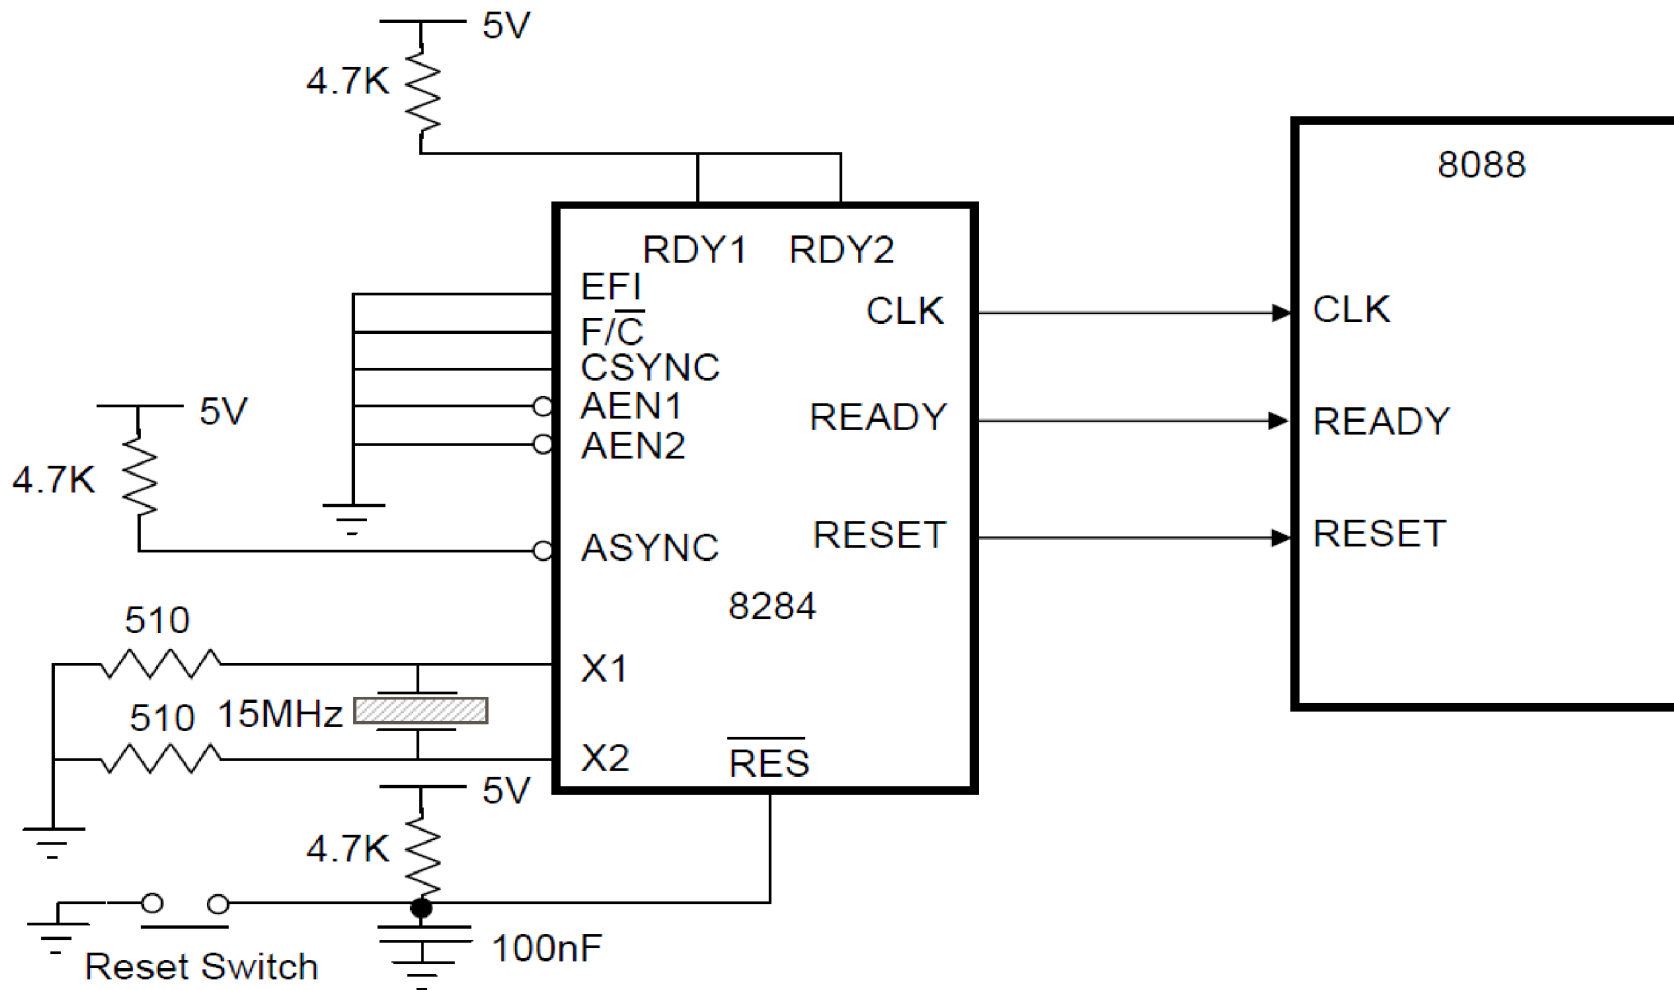 5V
4.7K
8088
RDY1 RDY2
EFI
F/C̅
CSYNC
AEN1
AEN2
CLK
READY
RESET
CLK
READY
RESET
5V
4.7K
ASYNC
8284
510
X1
510
15MHz
X2
R̅E̅S̅
5V
4.7K
100nF
Reset Switch